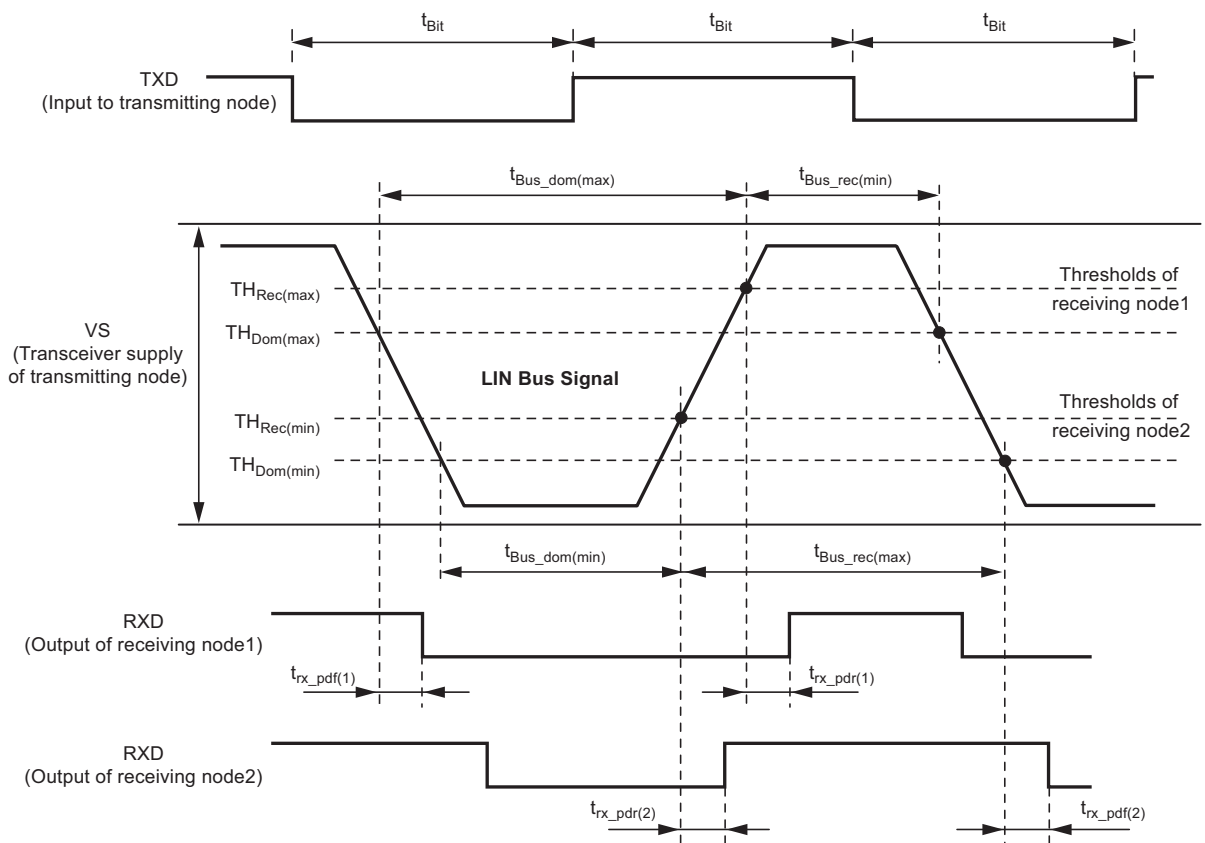 tBit
tBit
tBit
TXD
(Input to transmitting node)
tBus_dom(max)
tBus_rec(min)
THRec(max)
Thresholds of
receiving node1
THDom(max)
VS
(Transceiver supply
of transmitting node)
LIN Bus Signal
THRec(min)
Thresholds of
receiving node2
THDom(min)
tBus_dom(min)
tBus_rec(max)
RXD
(Output of receiving node1)
trx_pdf(1)
trx_pdr(1)
RXD
(Output of receiving node2)
trx_pdr(2)
trx_pdf(2)